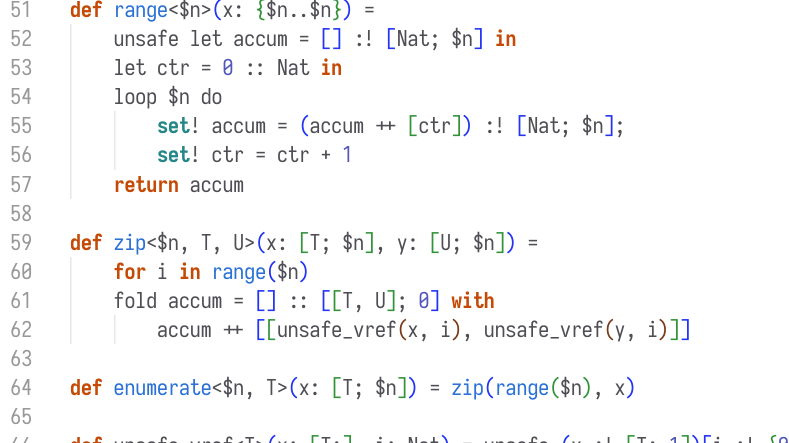 51 def range<$n>(x: {$n..$n}) =
52 unsafe let accum = [] :! [Nat; $n] in
53 let ctr = 0 :: Nat in
54 loop $n do
55 set! accum = (accum ++ [ctr]) :! [Nat; $n];
56 set! ctr = ctr + 1
57 return accum
58
59 def zip<$n, T, U>(x: [T; $n], y: [U; $n]) =
60 for i in range($n)
61 fold accum = [] :: [[T, U]; 0] with
62 accum ++ [[unsafe_vref(x, i), unsafe_vref(y, i)]]
63
64 def enumerate<$n, T>(x: [T; $n]) = zip(range($n), x)
65